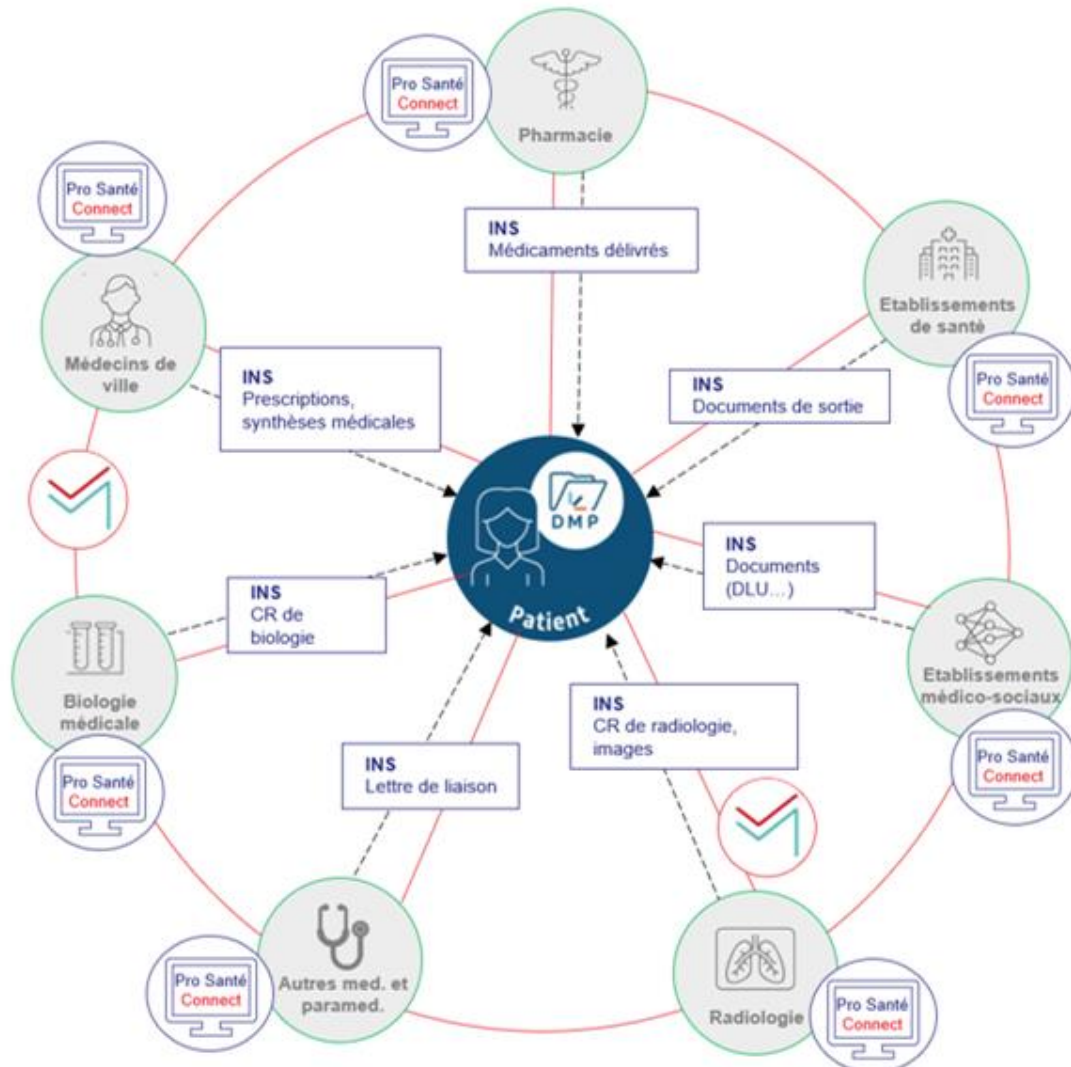 Pro Santé
Connect
Pharmacie
Pro Santé
Connect
INS
Médicaments délivrés
Etablissements
de santé
Médecins de
ville
Pro Santé
Connect
INS
Prescriptions,
synthèses médicales
INS
Documents de sortie
DMP
Patient
INS
Documents
(DLU…)
INS
CR de
biologie
Etablissements
médico-sociaux
Biologie
médicale
INS
CR de radiologie,
images
Pro Santé
Connect
INS
Lettre de liaison
Pro Santé
Connect
Autres med. et
paramed.
Pro Santé
Connect
Radiologie
Pro Santé
Connect